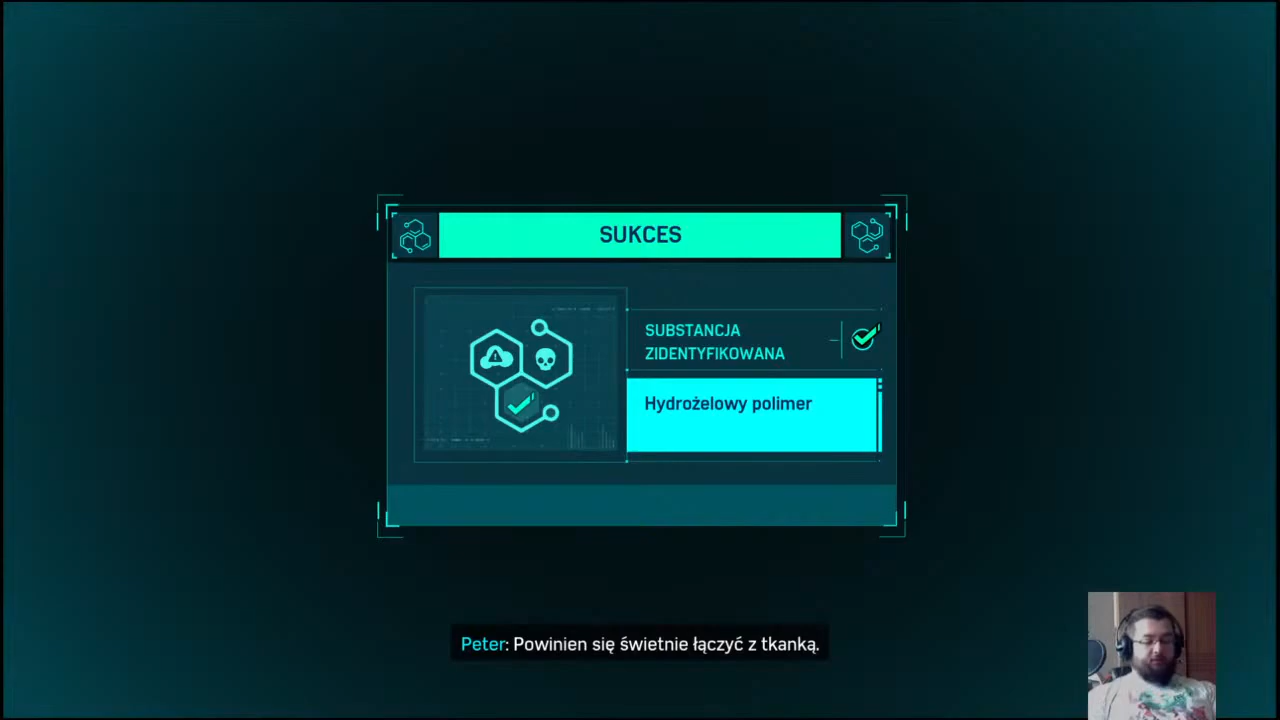 SUKCES
SUBSTANCJA
ZIDENTYFIKOWANA
Hydrożelowy polimer
Peter: Powinien się świetnie łączyć z tkanką.